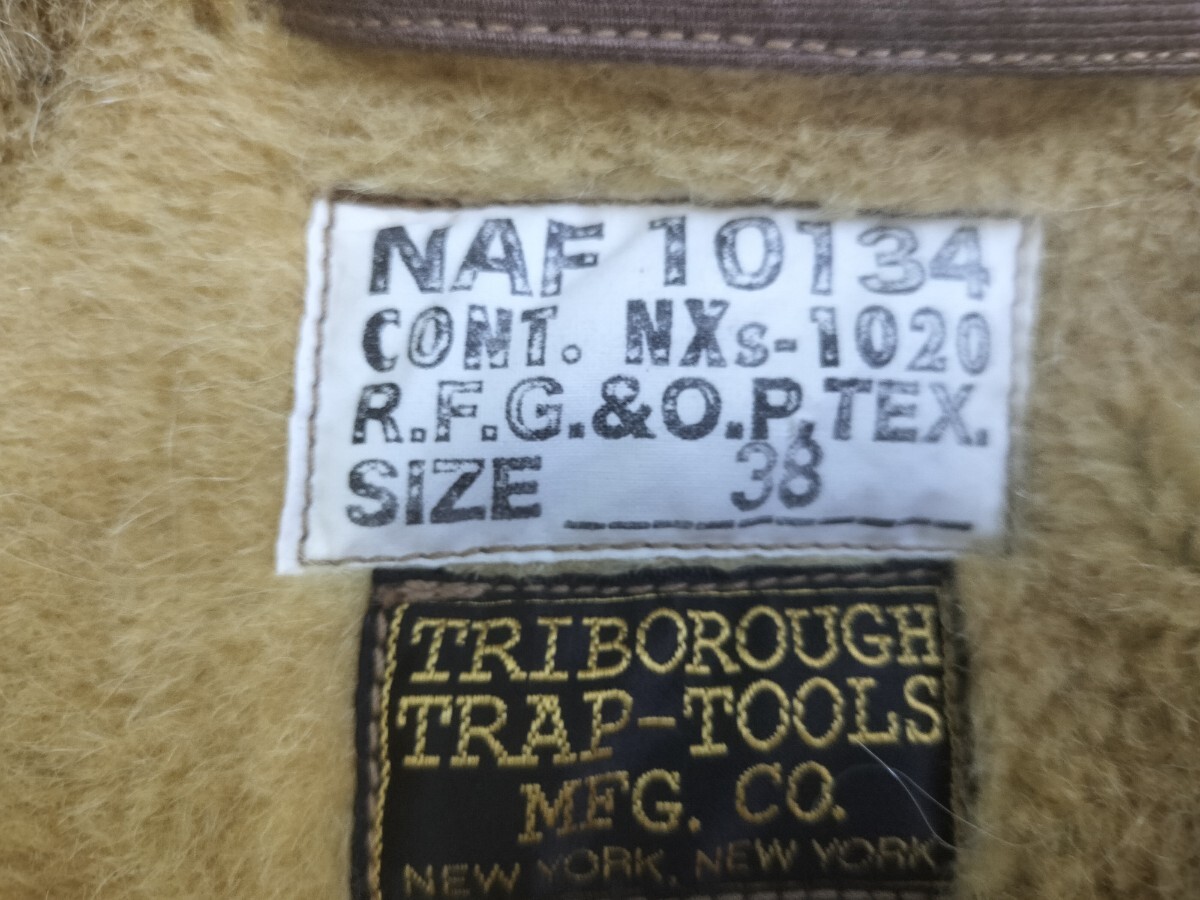 NAF 10134
CONT. NXs-1020
R.F.G.&O.P.TEX.
SIZE 38
TRIBOROUGH
TRAP-TOOLS
MFG. CO.
NEW YORK, NEW YORK